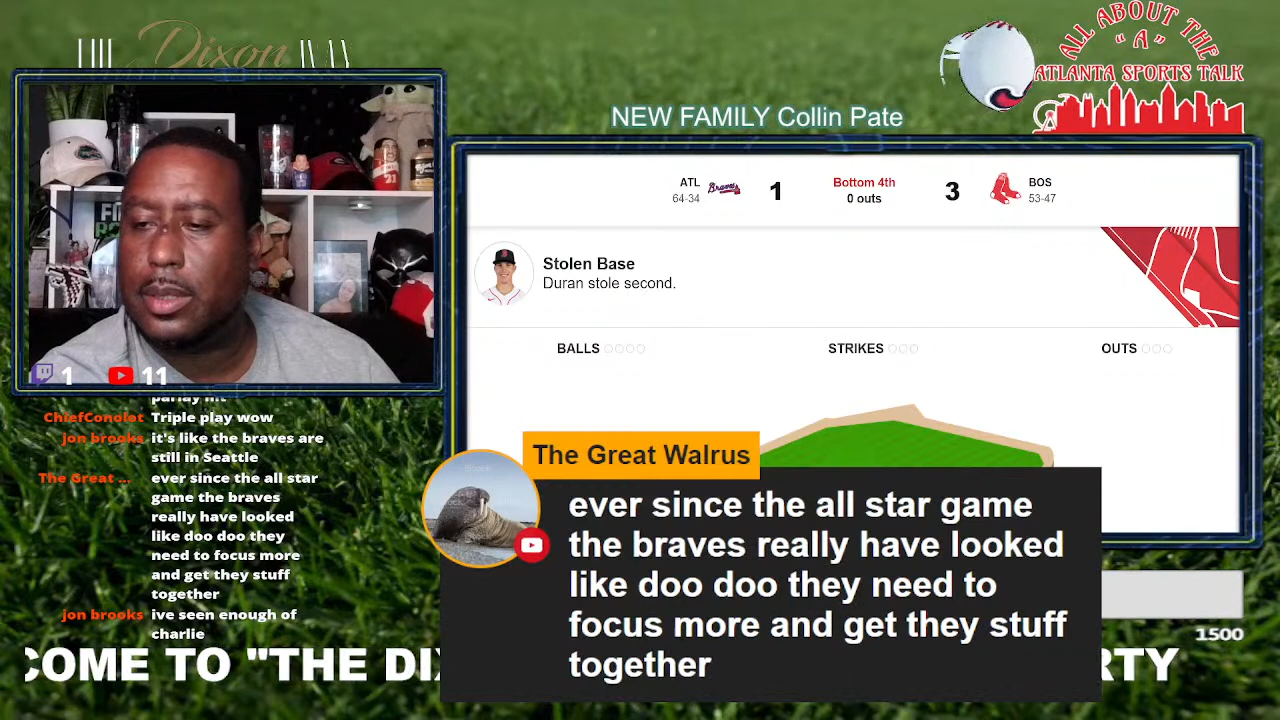 Dixon
ALL ABOUT THE
"A"
ATLANTA SPORTS TALK
NEW FAMILY Collin Pate
ATL
64-34
Braves
1
Bottom 4th
0 outs
3
BOS
53-47
Stolen Base
Duran stole second.
BALLS
STRIKES
OUTS
1
11
parlay hit
Triple play wow
jon brooks it's like the braves are
still in Seattle
The Great ... ever since the all star
game the braves
really have looked
like doo doo they
need to focus more
and get they stuff
together
jon brooks ive seen enough of
charlie
The Great Walrus
ever since the all star game
the braves really have looked
like doo doo they need to
focus more and get they stuff
together
1500
COME TO "THE DIX
RTY